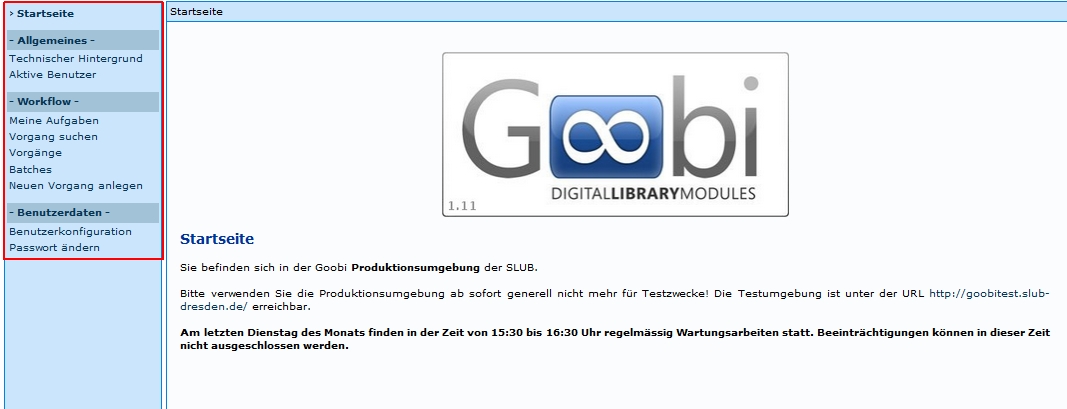 › Startseite
- Allgemeines -
Technischer Hintergrund
Aktive Benutzer
- Workflow -
Meine Aufgaben
Vorgang suchen
Vorgänge
Batches
Neuen Vorgang anlegen
- Benutzerdaten -
Benutzerkonfiguration
Passwort ändern
Startseite
Goobi
DIGITALLIBRARYMODULES
1.11
Startseite
Sie befinden sich in der Goobi Produktionsumgebung der SLUB.
Bitte verwenden Sie die Produktionsumgebung ab sofort generell nicht mehr für Testzwecke! Die Testumgebung ist unter der URL http://goobitest.slub-
dresden.de/ erreichbar.
Am letzten Dienstag des Monats finden in der Zeit von 15:30 bis 16:30 Uhr regelmässig Wartungsarbeiten statt. Beeinträchtigungen können in dieser Zeit
nicht ausgeschlossen werden.